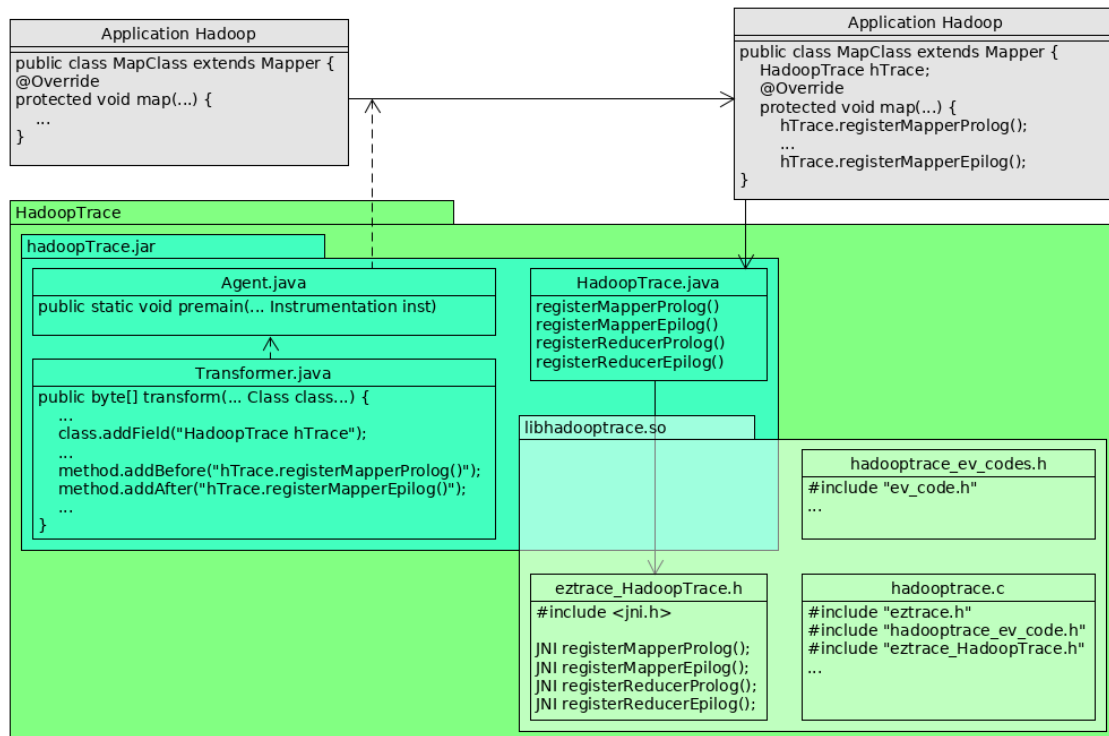 Application Hadoop
public class MapClass extends Mapper {
@Override
protected void map(...) {
...
}
Application Hadoop
public class MapClass extends Mapper {
HadoopTrace hTrace;
@Override
protected void map(...) {
hTrace.registerMapperProlog();
...
hTrace.registerMapperEpilog();
}
HadoopTrace
hadoopTrace.jar
Agent.java
public static void premain(... Instrumentation inst)
Transformer.java
public byte[] transform(... Class class...) {
...
class.addField("HadoopTrace hTrace");
...
method.addBefore("hTrace.registerMapperProlog()");
method.addAfter("hTrace.registerMapperEpilog()");
...
}
HadoopTrace.java
registerMapperProlog()
registerMapperEpilog()
registerReducerProlog()
registerReducerEpilog()
libhadooptrace.so
hadooptrace_ev_codes.h
#include "ev_code.h"
...
eztrace_HadoopTrace.h
#include <jni.h>
JNI registerMapperProlog();
JNI registerMapperEpilog();
JNI registerReducerProlog();
JNI registerReducerEpilog();
hadooptrace.c
#include "eztrace.h"
#include "hadooptrace_ev_code.h"
#include "eztrace_HadoopTrace.h"
...